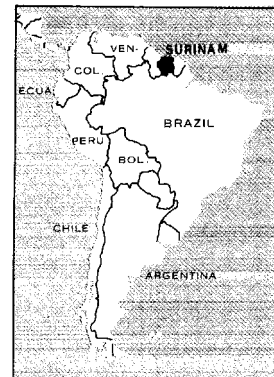 VEN-
SURINAM
COL.
ECUA.
BRAZIL
PERU
BOL.
CHILE
ARGENTINA